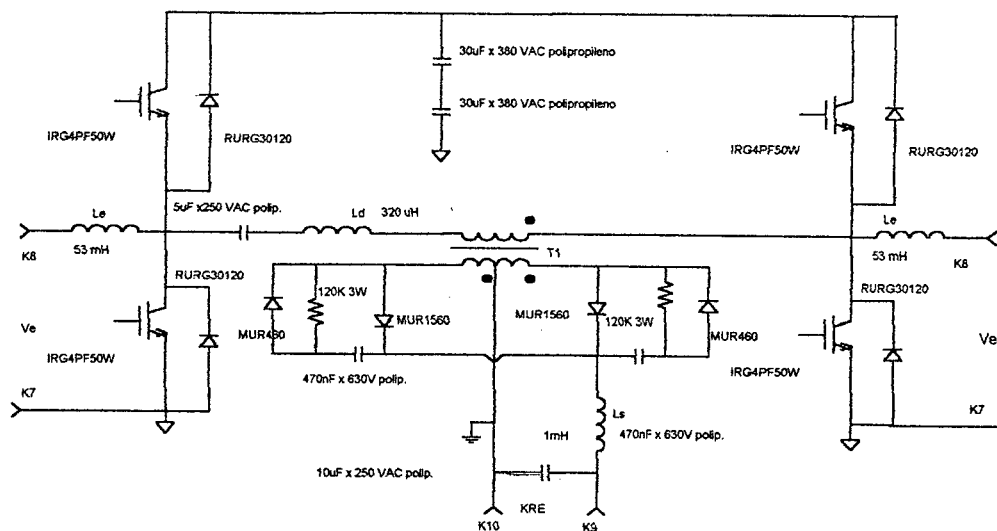 30uF x 380 VAC polipropileno
30uF x 380 VAC polipropileno
IRG4PF50W
RURG30120
IRG4PF50W
RURG30120
Le
5uF x250 VAC polip.
Ld
320 uH
Le
K8
53 mH
T1
53 mH
K8
RURG30120
RURG30120
120K 3W
MUR1560
MUR1560
120K 3W
Ve
MUR460
MUR460
Ve
IRG4PF50W
IRG4PF50W
470nF x 630V polip.
K7
K7
Ls
1mH
470nF x 630V polip.
10uF x 250 VAC polip.
KRE
K10
K9